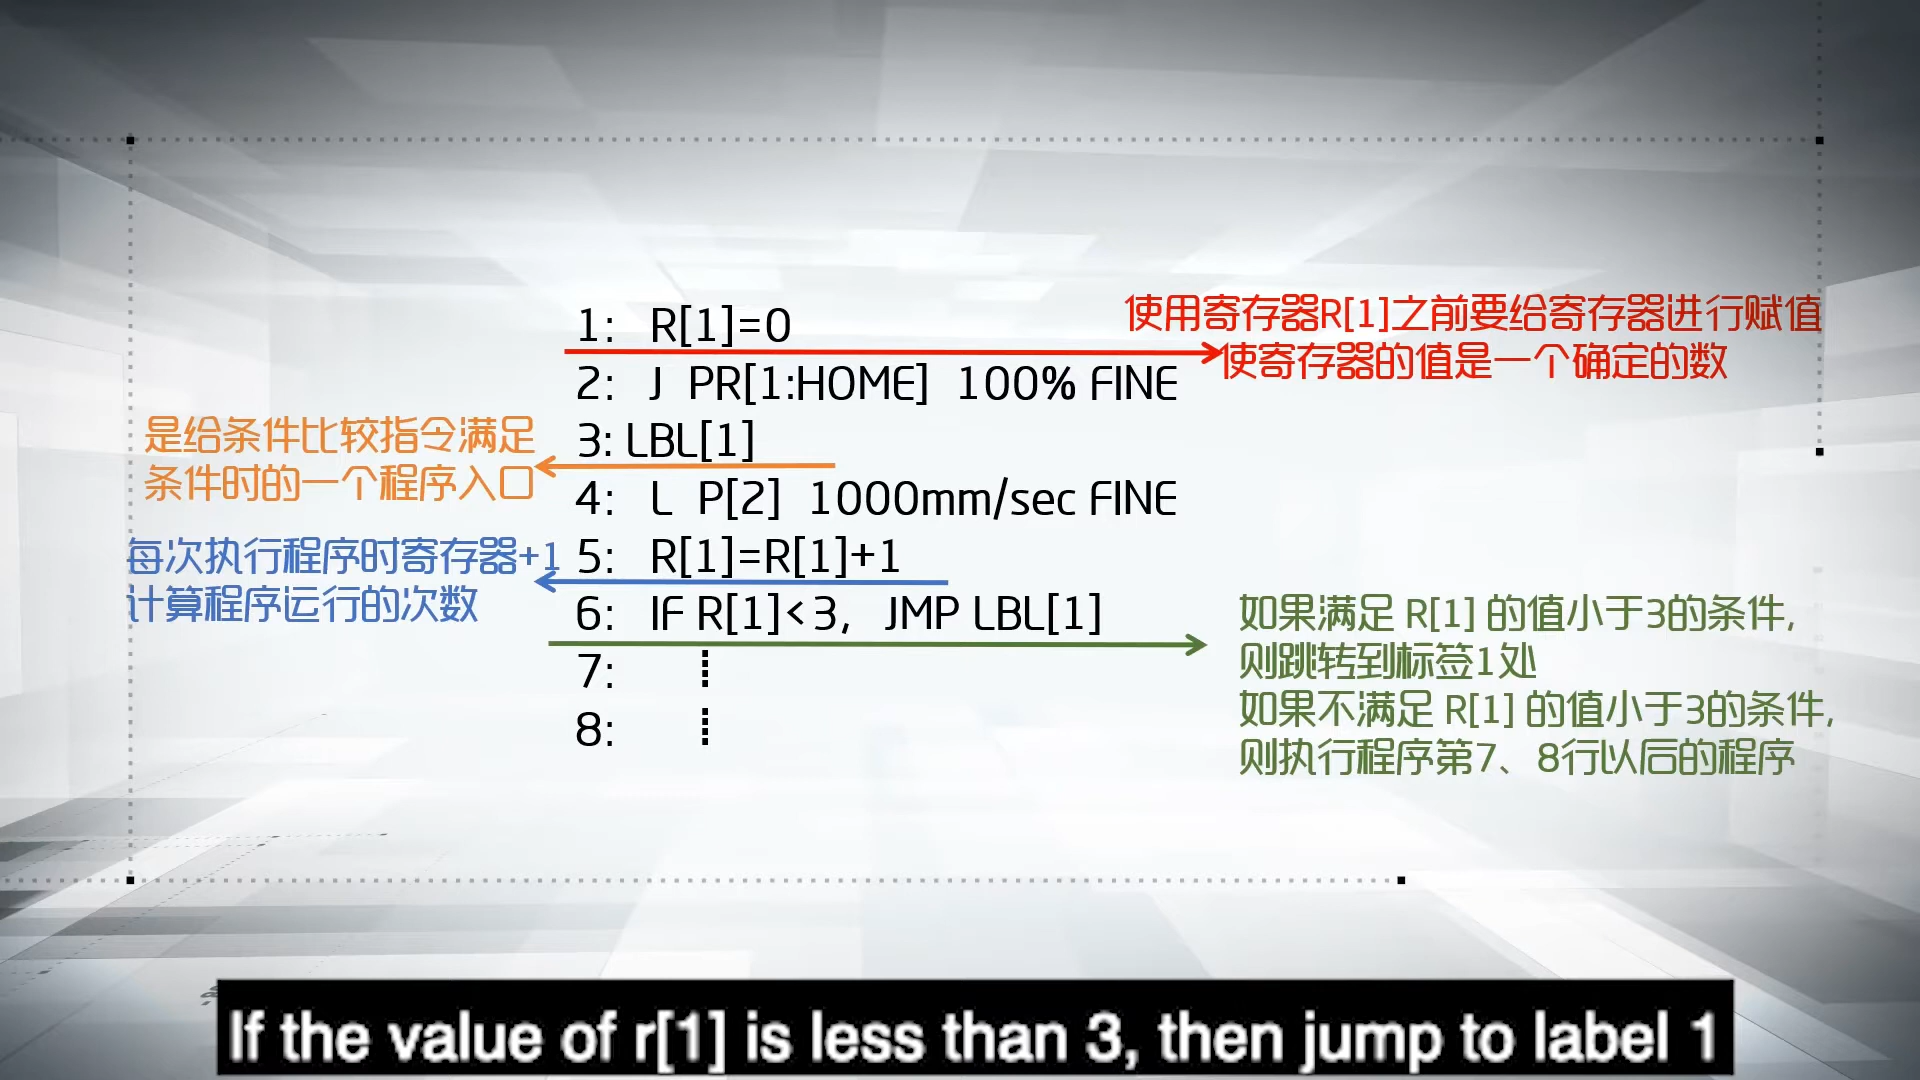 1: R[1]=0
使用寄存器R[1]之前要给寄存器进行赋值
使寄存器的值是一个确定的数
2: J PR[1:HOME] 100% FINE
是给条件比较指令满足
条件时的一个程序入口
3: LBL[1]
4: L P[2] 1000mm/sec FINE
每次执行程序时寄存器+1
计算程序运行的次数
5: R[1]=R[1]+1
6: IF R[1]<3, JMP LBL[1]
如果满足 R[1] 的值小于3的条件,
则跳转到标签1处
如果不满足 R[1] 的值小于3的条件,
则执行程序第7、8行以后的程序
7: ⋮
8: ⋮
If the value of r[1] is less than 3, then jump to label 1